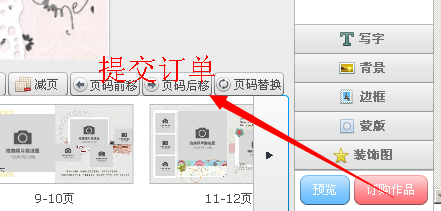 提交订单
减页 页码前移 页码后移 页码替换
9-10页 11-12页
写字
背景
边框
蒙版
装饰图
预览 订购作品